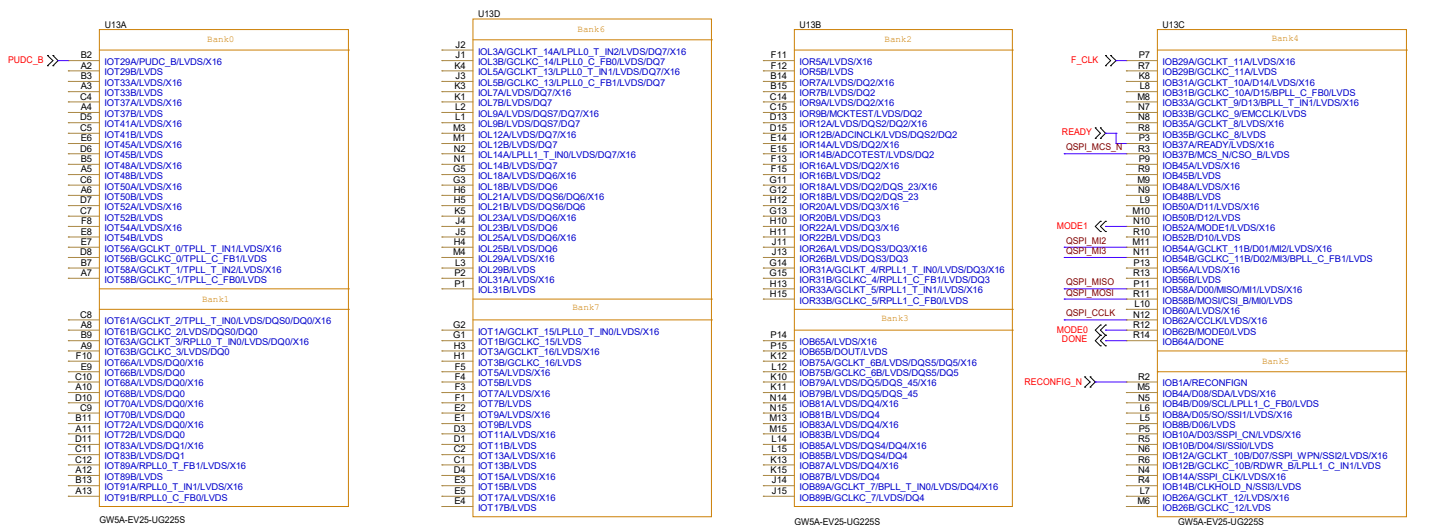 U13A
Bank0
PUDC_B B2 IOT29A/PUDC_B/LVDS/X16
A2 IOT29B/LVDS
B3 IOT33A/LVDS/X16
A3 IOT33B/LVDS
C4 IOT37A/LVDS/X16
A4 IOT37B/LVDS
D5 IOT41A/LVDS/X16
C5 IOT41B/LVDS
E6 IOT45A/LVDS/X16
D6 IOT45B/LVDS
B5 IOT48A/LVDS/X16
A5 IOT48B/LVDS
C6 IOT50A/LVDS/X16
A6 IOT50B/LVDS
D7 IOT52A/LVDS/X16
C7 IOT52B/LVDS
F8 IOT54A/LVDS/X16
E8 IOT54B/LVDS
E7 IOT56A/GCLKT_0/TPLL_T_IN1/LVDS/X16
D8 IOT56B/GCLKC_0/TPLL_C_FB1/LVDS
B7 IOT58A/GCLKT_1/TPLL_T_IN2/LVDS/X16
A7 IOT58B/GCLKC_1/TPLL_C_FB0/LVDS
Bank1
C8 IOT61A/GCLKT_2/TPLL_T_IN0/LVDS/DQS0/DQ0/X16
A8 IOT61B/GCLKC_2/LVDS/DQS0/DQ0
B9 IOT63A/GCLKT_3/RPLL0_T_IN0/LVDS/DQ0/X16
A9 IOT63B/GCLKC_3/LVDS/DQ0
F10 IOT66A/LVDS/DQ0/X16
E9 IOT66B/LVDS/DQ0
C10 IOT68A/LVDS/DQ0/X16
A10 IOT68B/LVDS/DQ0
D10 IOT70A/LVDS/DQ0/X16
C9 IOT70B/LVDS/DQ0
B11 IOT72A/LVDS/DQ0/X16
A11 IOT72B/LVDS/DQ0
D11 IOT83A/LVDS/DQ1/X16
C11 IOT83B/LVDS/DQ1
C12 IOT89A/RPLL0_T_FB1/LVDS/X16
A12 IOT89B/LVDS
B13 IOT91A/RPLL0_T_IN1/LVDS/X16
A13 IOT91B/RPLL0_C_FB0/LVDS
GW5A-EV25-UG225S
U13D
Bank6
J2 IOL3A/GCLKT_14A/LPLL0_T_IN2/LVDS/DQ7/X16
J1 IOL3B/GCLKC_14/LPLL0_C_FB0/LVDS/DQ7
K4 IOL5A/GCLKT_13/LPLL0_T_IN1/LVDS/DQ7/X16
J3 IOL5B/GCLKC_13/LPLL0_C_FB1/LVDS/DQ7
K3 IOL7A/LVDS/DQ7/X16
K1 IOL7B/LVDS/DQ7
L2 IOL9A/LVDS/DQS7/DQ7/X16
L1 IOL9B/LVDS/DQS7/DQ7
M3 IOL12A/LVDS/DQ7/X16
M1 IOL12B/LVDS/DQ7
N2 IOL14A/LPLL1_T_IN0/LVDS/DQ7/X16
N1 IOL14B/LVDS/DQ7
G5 IOL18A/LVDS/DQ6/X16
G3 IOL18B/LVDS/DQ6
H6 IOL21A/LVDS/DQS6/DQ6/X16
H5 IOL21B/LVDS/DQS6/DQ6
K5 IOL23A/LVDS/DQ6/X16
J4 IOL23B/LVDS/DQ6
J5 IOL25A/LVDS/DQ6/X16
H4 IOL25B/LVDS/DQ6
M4 IOL29A/LVDS/X16
L3 IOL29B/LVDS
P2 IOL31A/LVDS/X16
P1 IOL31B/LVDS
Bank7
G2 IOT1A/GCLKT_15/LPLL0_T_IN0/LVDS/X16
G1 IOT1B/GCLKC_15/LVDS
H3 IOT3A/GCLKT_16/LVDS/X16
H1 IOT3B/GCLKC_16/LVDS
F5 IOT5A/LVDS/X16
F4 IOT5B/LVDS
F3 IOT7A/LVDS/X16
F1 IOT7B/LVDS
E2 IOT9A/LVDS/X16
E1 IOT9B/LVDS
D3 IOT11A/LVDS/X16
D1 IOT11B/LVDS
C2 IOT13A/LVDS/X16
C1 IOT13B/LVDS
D4 IOT15A/LVDS/X16
E3 IOT15B/LVDS
E5 IOT17A/LVDS/X16
E4 IOT17B/LVDS
U13B
Bank2
F11 IOR5A/LVDS/X16
F12 IOR5B/LVDS
B14 IOR7A/LVDS/DQ2/X16
B15 IOR7B/LVDS/DQ2
C14 IOR9A/LVDS/DQ2/X16
C15 IOR9B/MCKTEST/LVDS/DQ2
D13 IOR12A/LVDS/DQS2/DQ2/X16
D15 IOR12B/ADCINCLK/LVDS/DQS2/DQ2
E14 IOR14A/LVDS/DQ2/X16
E15 IOR14B/ADCOTEST/LVDS/DQ2
F13 IOR16A/LVDS/DQ2/X16
F15 IOR16B/LVDS/DQ2
G11 IOR18A/LVDS/DQ2/DQS_23/X16
G12 IOR18B/LVDS/DQ2/DQS_23
H12 IOR20A/LVDS/DQ3/X16
G13 IOR20B/LVDS/DQ3
H10 IOR22A/LVDS/DQ3/X16
H11 IOR22B/LVDS/DQ3
J11 IOR26A/LVDS/DQS3/DQ3/X16
J13 IOR26B/LVDS/DQS3/DQ3
G14 IOR31A/GCLKT_4/RPLL1_T_IN0/LVDS/DQ3/X16
G15 IOR31B/GCLKC_4/RPLL1_C_FB1/LVDS/DQ3
H13 IOR33A/GCLKT_5/RPLL1_T_IN1/LVDS/X16
H15 IOR33B/GCLKC_5/RPLL1_C_FB0/LVDS
Bank3
P14 IOB65A/LVDS/X16
P15 IOB65B/DOUT/LVDS
K12 IOB75A/GCLKT_6B/LVDS/DQS5/DQ5/X16
L12 IOB75B/GCLKC_6B/LVDS/DQS5/DQ5
K10 IOB79A/LVDS/DQ5/DQS_45/X16
K11 IOB79B/LVDS/DQ5/DQS_45
N14 IOB81A/LVDS/DQ4/X16
N15 IOB81B/LVDS/DQ4
M13 IOB83A/LVDS/DQ4/X16
M15 IOB83B/LVDS/DQ4
L14 IOB85A/LVDS/DQS4/DQ4/X16
L15 IOB85B/LVDS/DQS4/DQ4
K13 IOB87A/LVDS/DQ4/X16
K15 IOB87B/LVDS/DQ4
J14 IOB89A/GCLKT_7/BPLL_T_IN0/LVDS/DQ4/X16
J15 IOB89B/GCLKC_7/LVDS/DQ4
GW5A-EV25-UG225S
U13C
Bank4
F_CLK P7 IOB29A/GCLKT_11A/LVDS/X16
R7 IOB29B/GCLKC_11A/LVDS
K8 IOB31A/GCLKT_10A/D14/LVDS/X16
L8 IOB31B/GCLKC_10A/D15/BPLL_C_FB0/LVDS
M8 IOB33A/GCLKT_9/D13/BPLL_T_IN1/LVDS/X16
N7 IOB33B/GCLKC_9/EMCCLK/LVDS
N8 IOB35A/GCLKT_8/LVDS/X16
R8 IOB35B/GCLKC_8/LVDS
READY P3 IOB37A/READY/LVDS/X16
QSPI_MCS_N R3 IOB37B/MCS_N/CSO_B/LVDS
P9 IOB45A/LVDS/X16
R9 IOB45B/LVDS
M9 IOB48A/LVDS/X16
N9 IOB48B/LVDS
L9 IOB50A/D11/LVDS/X16
M10 IOB50B/D12/LVDS
MODE1 N10 IOB52A/MODE1/LVDS/X16
R10 IOB52B/D10/LVDS
QSPI_MI2 M11 IOB54A/GCLKT_11B/D01/MI2/LVDS/X16
QSPI_MI3 N11 IOB54B/GCLKC_11B/D02/MI3/BPLL_C_FB1/LVDS
P13 IOB56A/LVDS/X16
R13 IOB56B/LVDS
QSPI_MISO P11 IOB58A/D00/MISO/MI1/LVDS/X16
QSPI_MOSI R11 IOB58B/MOSI/CSI_B/MI0/LVDS
L10 IOB60A/LVDS/X16
QSPI_CCLK N12 IOB62A/CCLK/LVDS/X16
MODE0 R12 IOB62B/MODE0/LVDS
DONE R14 IOB64A/DONE
Bank5
RECONFIG_N R2 IOB1A/RECONFIGN
M5 IOB4A/D08/SDA/LVDS/X16
N5 IOB4B/D09/SCL/LPLL1_C_FB0/LVDS
L6 IOB8A/D05/SO/SSI1/LVDS/X16
L5 IOB8B/D06/LVDS
P5 IOB10A/D03/SSPI_CN/LVDS/X16
R5 IOB10B/D04/SI/SSI0/LVDS
N6 IOB12A/GCLKT_10B/D07/SSPI_WPN/SSI2/LVDS/X16
R6 IOB12B/GCLKC_10B/RDWR_B/LPLL1_C_IN1/LVDS
N4 IOB14A/SSPI_CLK/LVDS/X16
R4 IOB14B/CLKHOLD_N/SSI3/LVDS
L7 IOB26A/GCLKT_12/LVDS/X16
M6 IOB26B/GCLKC_12/LVDS
GW5A-EV25-UG225S